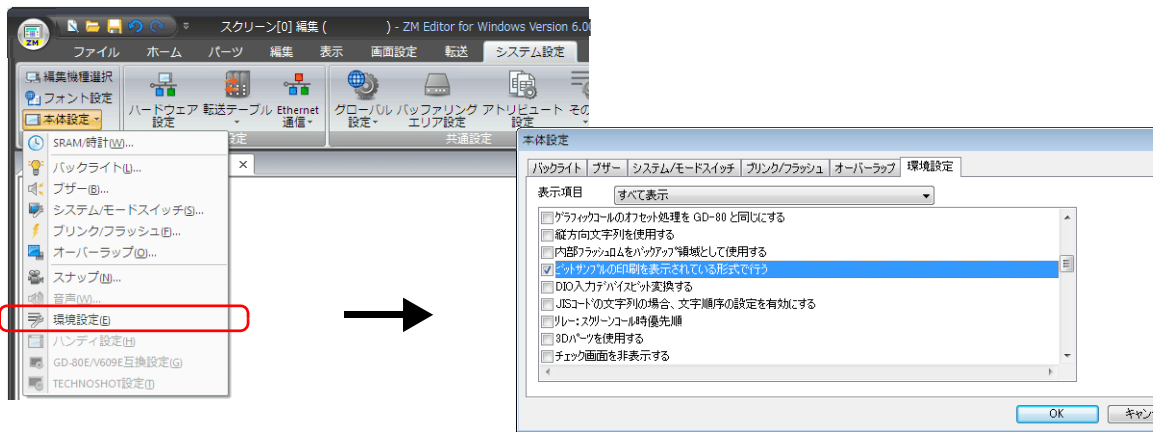 スクリーン[0] 編集 ( ) - ZM Editor for Windows Version 6.0
ZM
ファイル ホーム パーツ 編集 表示 画面設定 転送 システム設定
編集機種選択
フォント設定
本体設定
ハードウェア設定
転送テーブル
Ethernet通信
グローバル設定
バッファリングエリア設定
アトリビュート設定
その
設定
共通設定
SRAM/時計(W)...
バックライト(L)...
ブザー(B)...
システム/モードスイッチ(S)...
ブリンク/フラッシュ(F)...
オーバーラップ(O)...
スナップ(N)...
音声(W)...
環境設定(E)
ハンディ設定(H)
GD-80E/V609E互換設定(G)
TECHNOSHOT設定(T)
本体設定
バックライト ブザー システム/モードスイッチ ブリンク/フラッシュ オーバーラップ 環境設定
表示項目 すべて表示
グラフィックコールのオフセット処理を GD-80 と同じにする
縦方向文字列を使用する
内部フラッシュロムをバックアップ領域として使用する
ビットサンプルの印刷を表示されている形式で行う
DIO入力デバイスビット変換する
JISコードの文字列の場合、文字順序の設定を有効にする
リレー：スクリーンコール時優先順
3Dパーツを使用する
チェック画面を非表示する
OK キャン